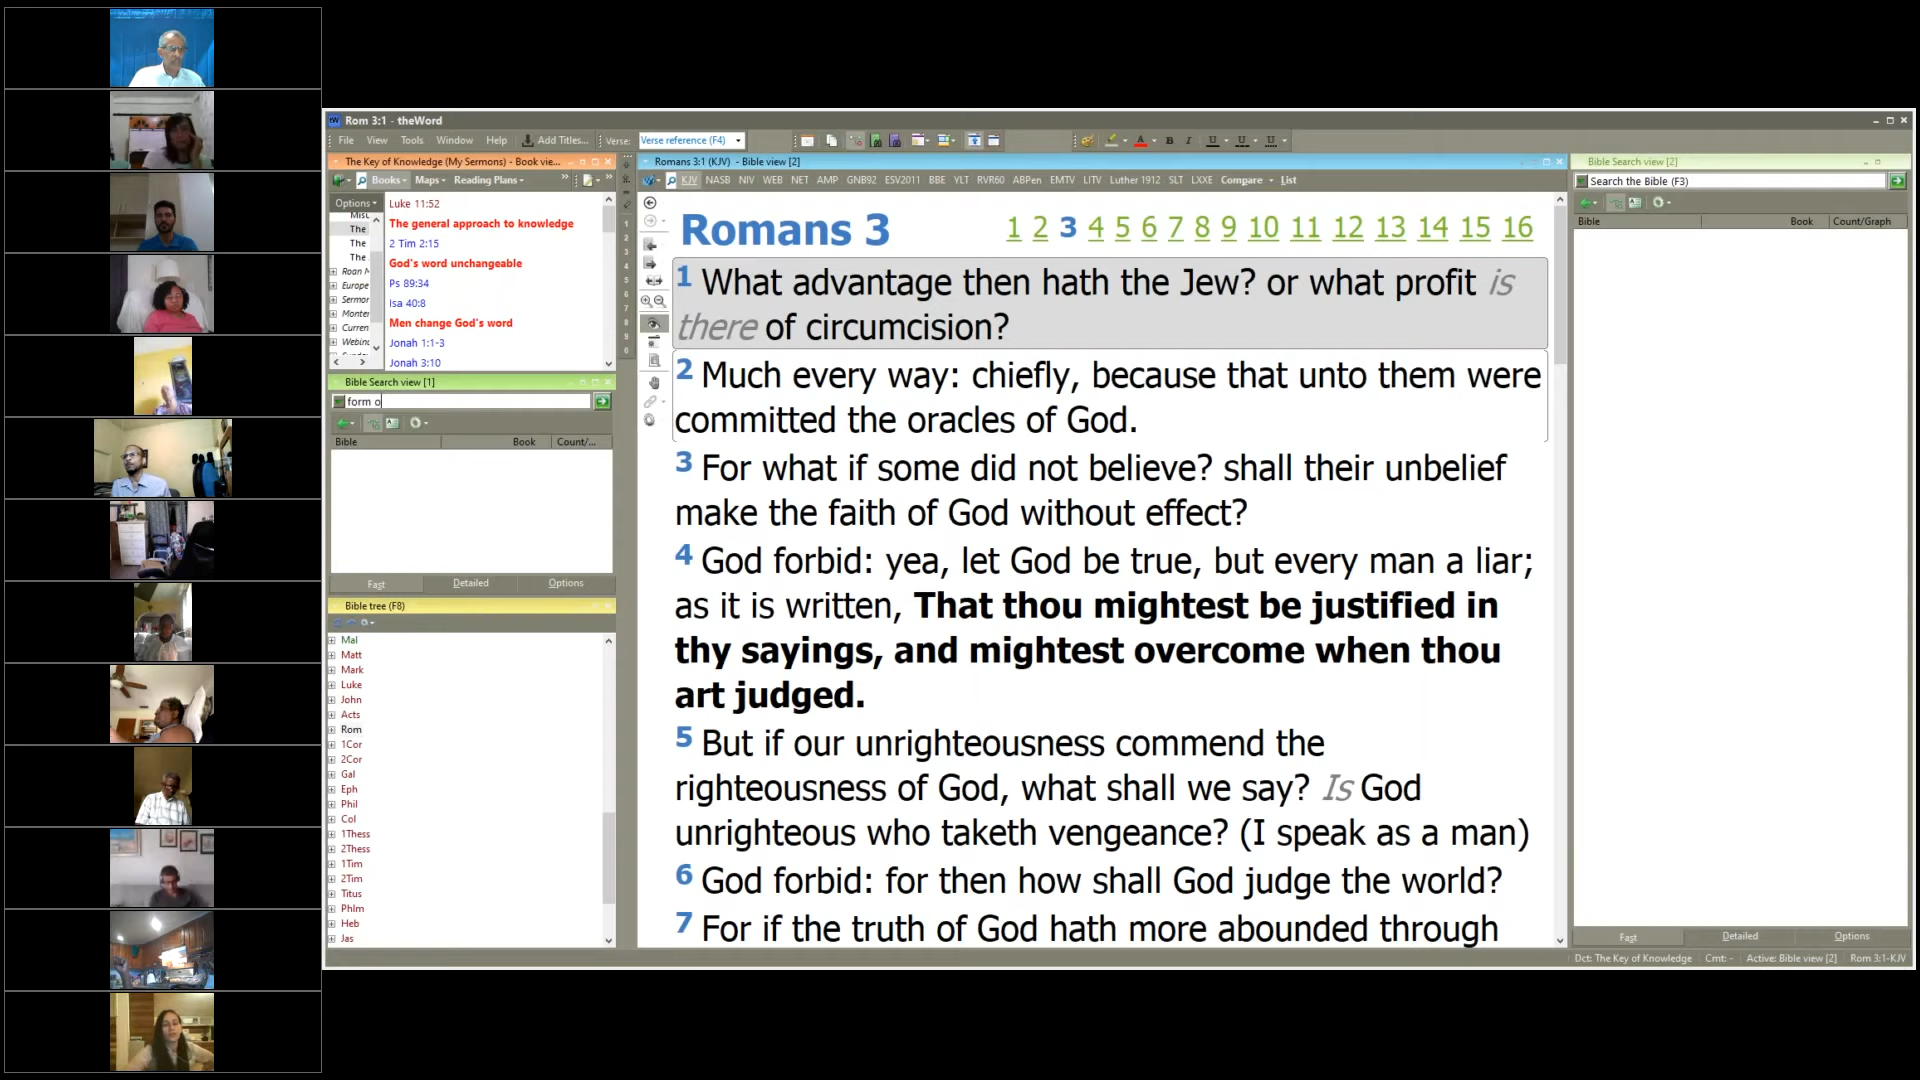 Rom 3:1 - theWord
File View Tools Window Help Add Titles... Verse: Verse reference (F4)
The Key of Knowledge (My Sermons) - Book vie...
Books Maps Reading Plans
Options
The
The
The
Roan M
Europe
Sermor
Monter
Curren
Webina
Luke 11:52
The general approach to knowledge
2 Tim 2:15
God's word unchangeable
Ps 89:34
Isa 40:8
Men change God's word
Jonah 1:1-3
Jonah 3:10
Bible Search view [1]
form o
Bible Book Count/...
Fast Detailed Options
Bible tree (F8)
Mal
Matt
Mark
Luke
John
Acts
Rom
1Cor
2Cor
Gal
Eph
Phil
Col
1Thess
2Thess
1Tim
2Tim
Titus
Phlm
Heb
Jas
Romans 3:1 (KJV) - Bible view [2]
KJV NASB NIV WEB NET AMP GNB92 ESV2011 BBE YLT RVR60 ABPen EMTV LITV Luther 1912 SLT LXXE Compare List
Romans 3 1 2 3 4 5 6 7 8 9 10 11 12 13 14 15 16
1 What advantage then hath the Jew? or what profit is
there of circumcision?
2 Much every way: chiefly, because that unto them were
committed the oracles of God.
3 For what if some did not believe? shall their unbelief
make the faith of God without effect?
4 God forbid: yea, let God be true, but every man a liar;
as it is written, That thou mightest be justified in
thy sayings, and mightest overcome when thou
art judged.
5 But if our unrighteousness commend the
righteousness of God, what shall we say? Is God
unrighteous who taketh vengeance? (I speak as a man)
6 God forbid: for then how shall God judge the world?
7 For if the truth of God hath more abounded through
Bible Search view [2]
Search the Bible (F3)
Bible Book Count/Graph
Fast Detailed Options
Dct: The Key of Knowledge Cmt: - Active: Bible view [2] Rom 3:1-KJV